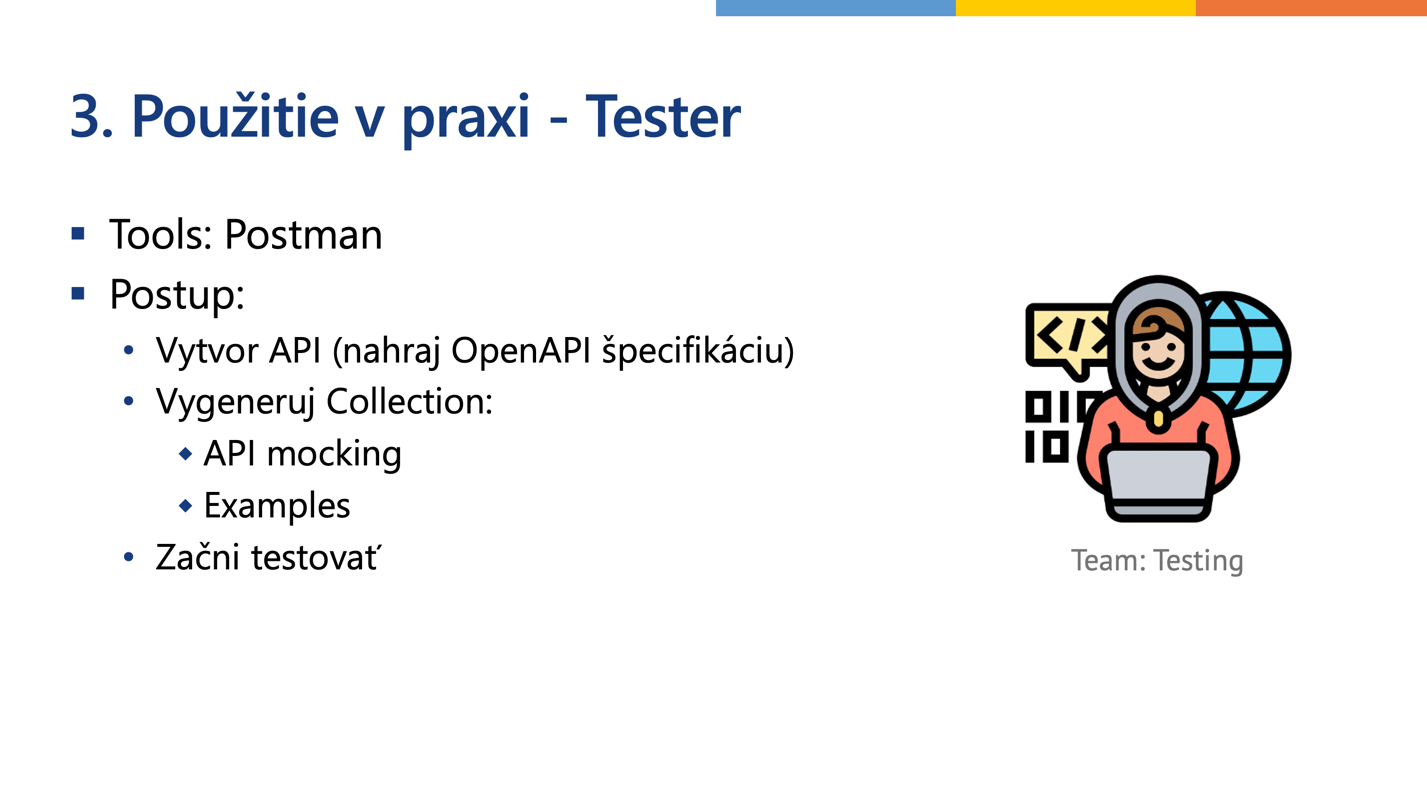 3. Použitie v praxi - Tester
Tools: Postman
Postup:
Vytvor API (nahraj OpenAPI špecifikáciu)
Vygeneruj Collection:
API mocking
Examples
Začni testovať
</>
010
10
Team: Testing